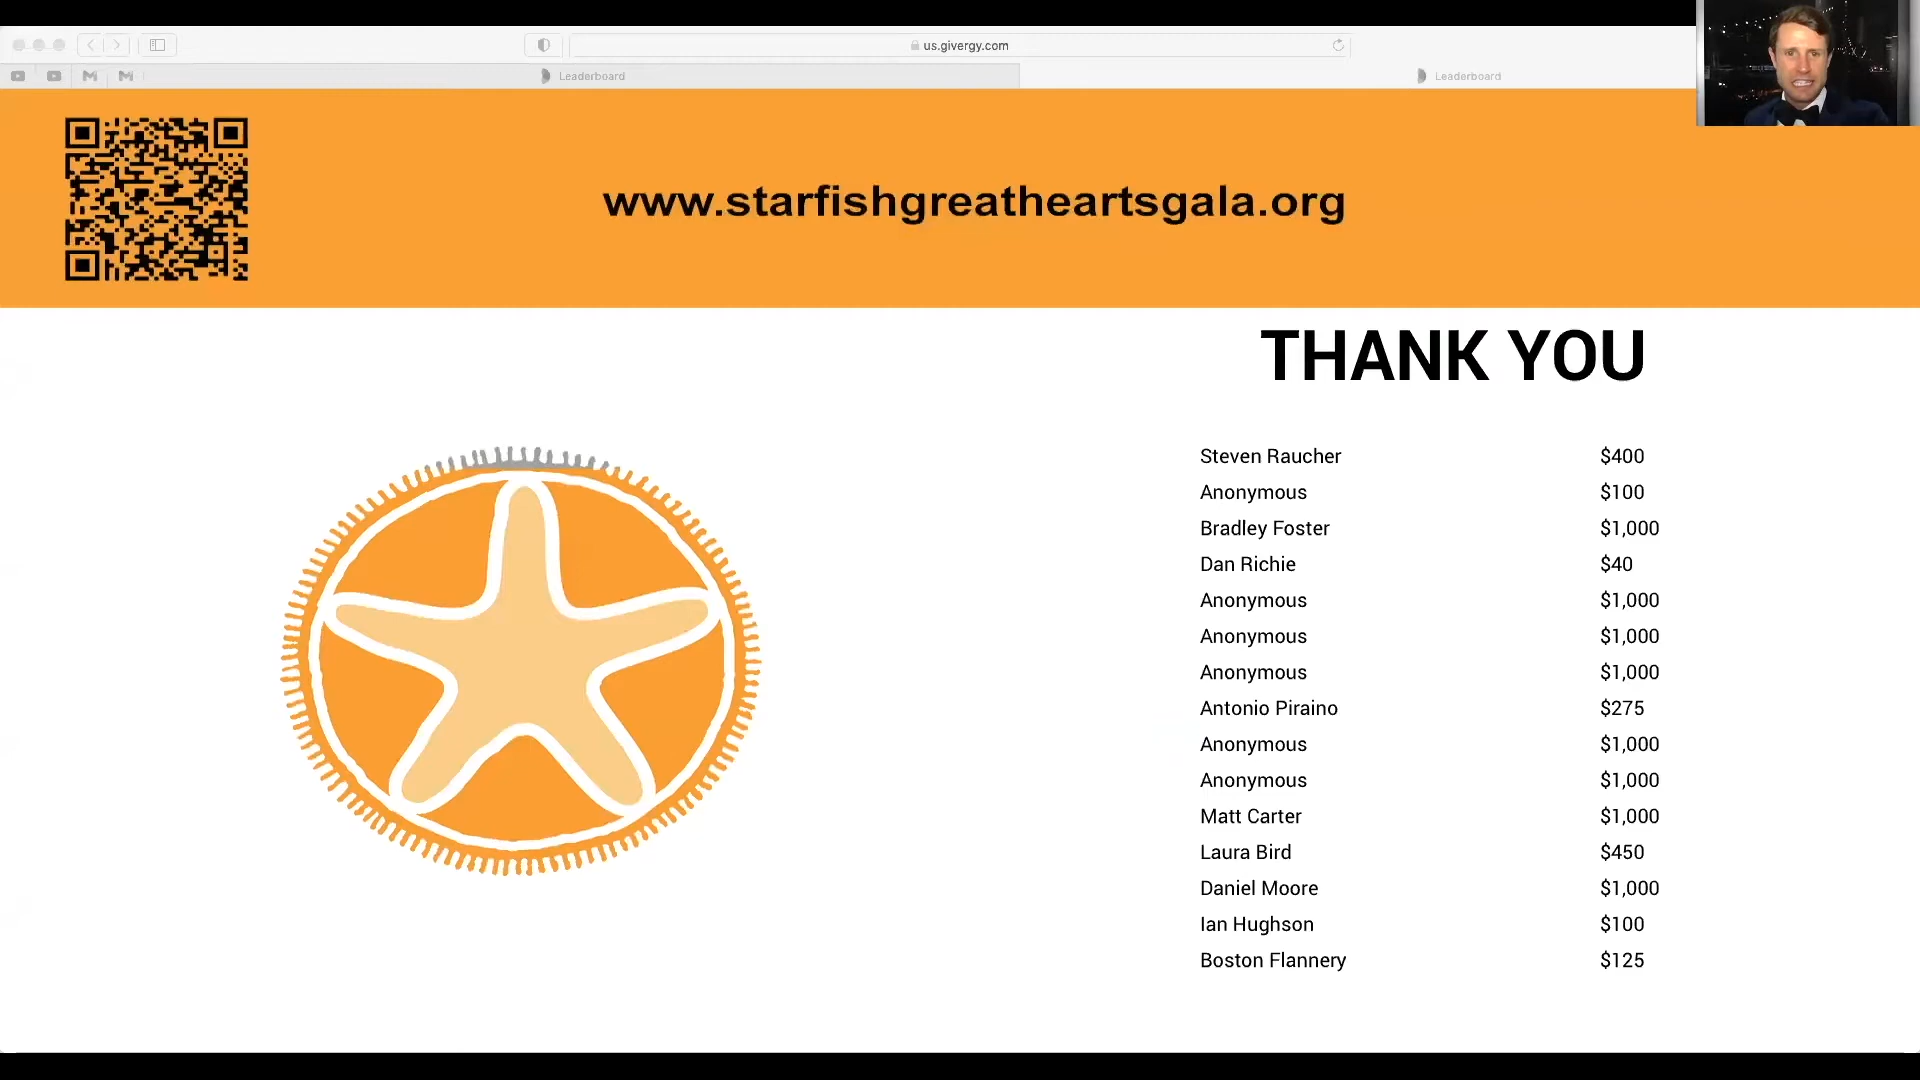 us.givergy.com
Leaderboard
Leaderboard
www.starfishgreatheartsgala.org
THANK YOU
Steven Raucher $400
Anonymous $100
Bradley Foster $1,000
Dan Richie $40
Anonymous $1,000
Anonymous $1,000
Anonymous $1,000
Antonio Piraino $275
Anonymous $1,000
Anonymous $1,000
Matt Carter $1,000
Laura Bird $450
Daniel Moore $1,000
Ian Hughson $100
Boston Flannery $125